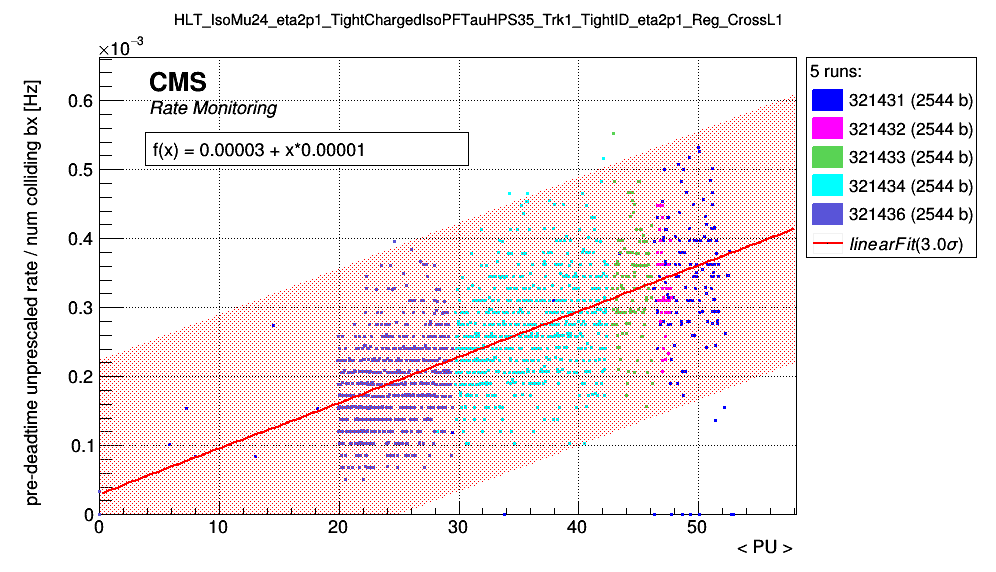 HLT_IsoMu24_eta2p1_TightChargedIsoPFTauHPS35_Trk1_TightID_eta2p1_Reg_CrossL1
×10⁻³
CMS
Rate Monitoring
f(x) = 0.00003 + x*0.00001
pre-deadtime unprescaled rate / num colliding bx [Hz]
0.6
0.5
0.4
0.3
0.2
0.1
0
0 10 20 30 40 50
< PU >
5 runs:
321431 (2544 b)
321432 (2544 b)
321433 (2544 b)
321434 (2544 b)
321436 (2544 b)
linearFit(3.0σ)